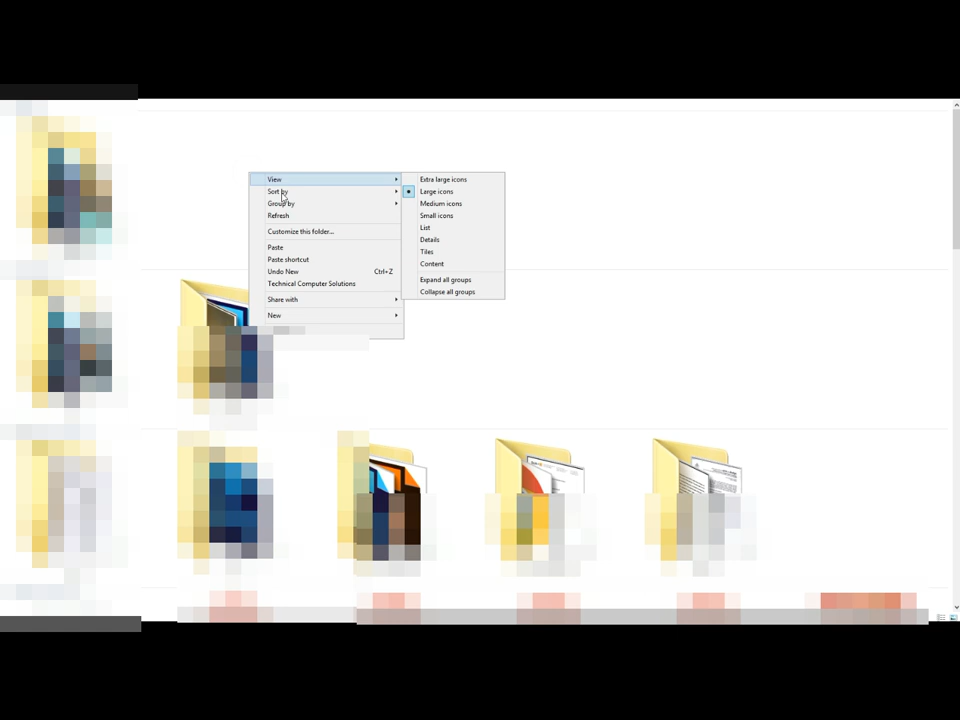 View
Sort by
Group by
Refresh
Customize this folder...
Paste
Paste shortcut
Undo New Ctrl+Z
Technical Computer Solutions
Share with
New
Extra large icons
Large icons
Medium icons
Small icons
List
Details
Tiles
Content
Expand all groups
Collapse all groups